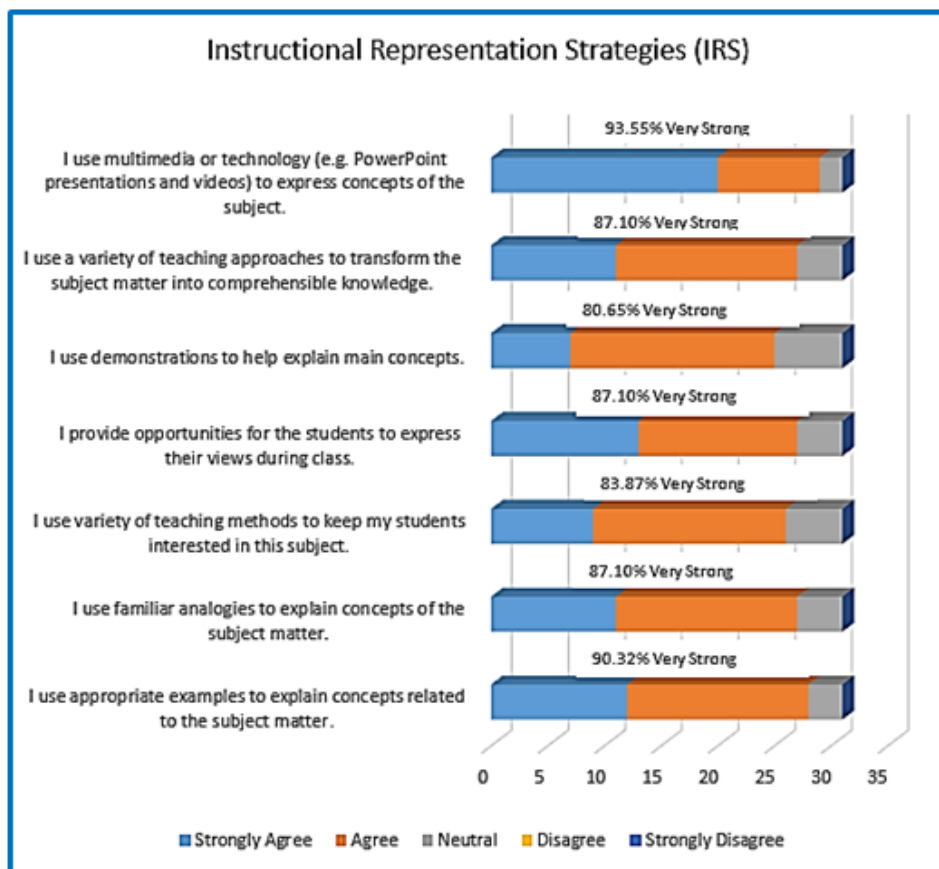 Instructional Representation Strategies (IRS)
93.55% Very Strong
I use multimedia or technology (e.g. PowerPoint
presentations and videos) to express concepts of the
subject.
87.10% Very Strong
I use a variety of teaching approaches to transform the
subject matter into comprehensible knowledge.
80.65% Very Strong
I use demonstrations to help explain main concepts.
87.10% Very Strong
I provide opportunities for the students to express
their views during class.
83.87% Very Strong
I use variety of teaching methods to keep my students
interested in this subject.
87.10% Very Strong
I use familiar analogies to explain concepts of the
subject matter.
90.32% Very Strong
I use appropriate examples to explain concepts related
to the subject matter.
0 5 10 15 20 25 30 35
Strongly Agree Agree Neutral Disagree Strongly Disagree